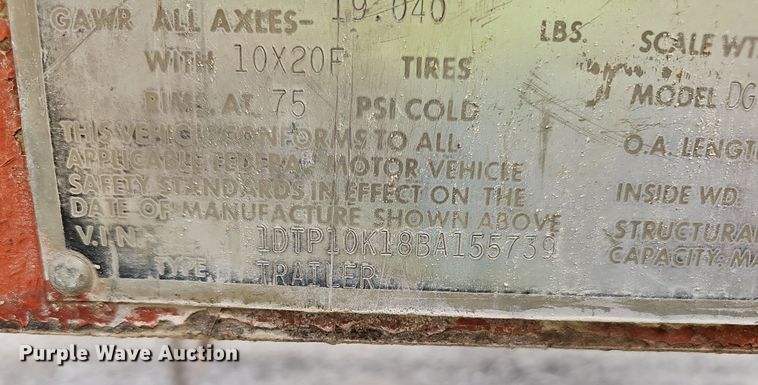 GAWR ALL AXLES- 19.040 LBS. SCALE WT
WITH 10X20F TIRES MODEL DG
RIMS. AT. 75 PSI COLD
THIS VEHICLE CONFORMS TO ALL O.A. LENGTH
APPLICABLE FEDERAL MOTOR VEHICLE
SAFETY STANDARDS IN EFFECT ON THE INSIDE WD.
DATE OF MANUFACTURE SHOWN ABOVE
V.I.N. 1DTP10K18BA155739 STRUCTURAL
TYPE TRAILER CAPACITY: MA
Purple Wave Auction